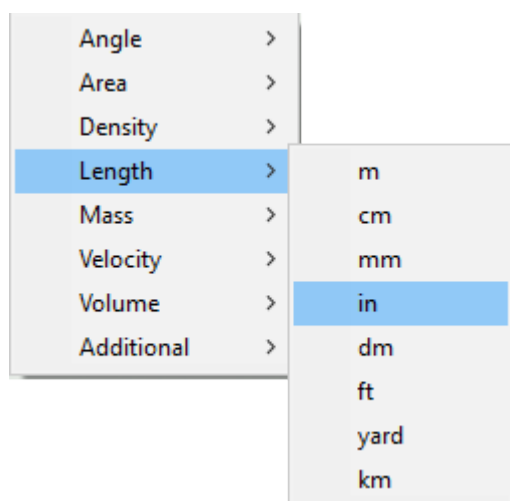 Angle >
Area >
Density >
Length >
Mass >
Velocity >
Volume >
Additional >
m
cm
mm
in
dm
ft
yard
km